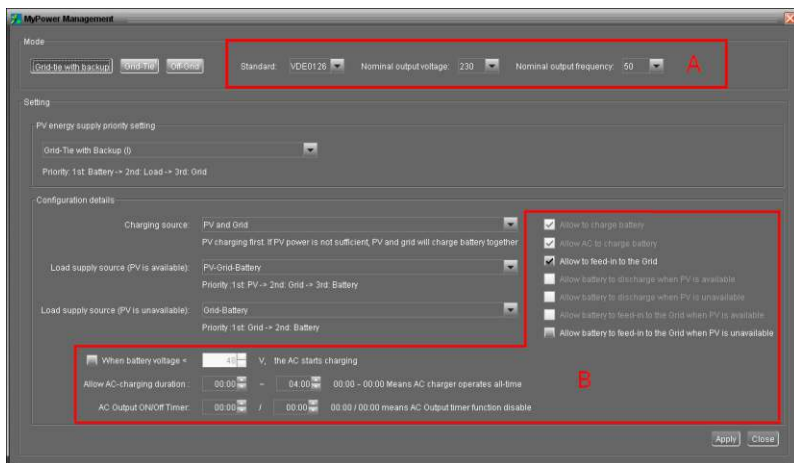 MyPower Management
Mode
Grid-tie with backup Grid-Tie Off-Grid Standard: VDE0126 Nominal output voltage: 230 Nominal output frequency: 50 A
Setting
PV energy supply priority setting
Grid-Tie with Backup (I)
Priority: 1st: Battery -> 2nd: Load -> 3rd: Grid
Configuration details
Charging source: PV and Grid
PV charging first. If PV power is not sufficient, PV and grid will charge battery together
Load supply source (PV is available): PV-Grid-Battery
Priority :1st: PV -> 2nd: Grid -> 3rd: Battery
Load supply source (PV is unavailable): Grid-Battery
Priority :1st: Grid -> 2nd: Battery
Allow to charge battery
Allow AC to charge battery
Allow to feed-in to the Grid
Allow battery to discharge when PV is available
Allow battery to discharge when PV is unavailable
Allow battery to feed-in to the Grid when PV is available
Allow battery to feed-in to the Grid when PV is unavailable
When battery voltage < 48 V, the AC starts charging
Allow AC-charging duration: 00:00 ~ 04:00 00:00 - 00:00 Means AC charger operates all-time
AC Output ON/Off Timer: 00:00 / 00:00 00:00 / 00:00 means AC Output timer function disable
B
Apply Close